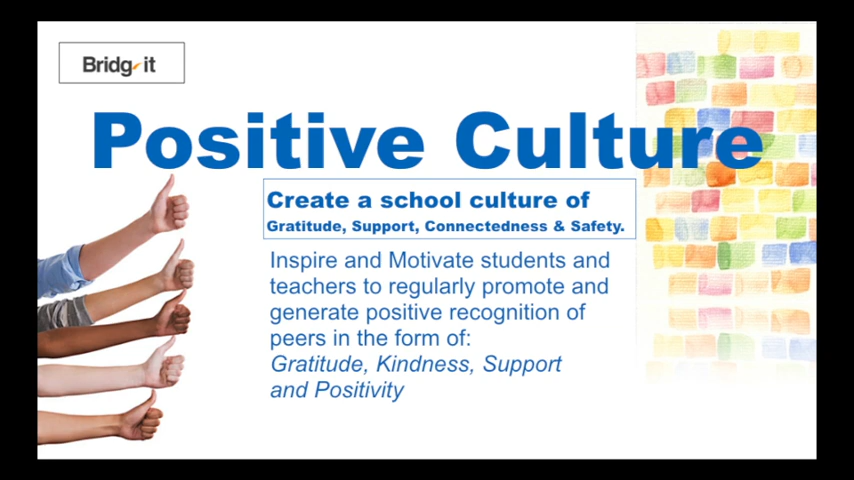 Bridg-it
Positive Culture
Create a school culture of
Gratitude, Support, Connectedness & Safety.
Inspire and Motivate students and
teachers to regularly promote and
generate positive recognition of
peers in the form of:
Gratitude, Kindness, Support
and Positivity